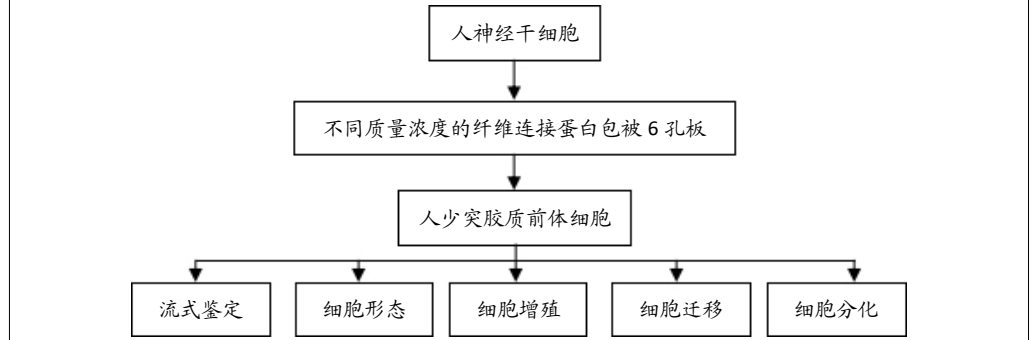 人神经干细胞
不同质量浓度的纤维连接蛋白包被 6 孔板
人少突胶质前体细胞
流式鉴定
细胞形态
细胞增殖
细胞迁移
细胞分化